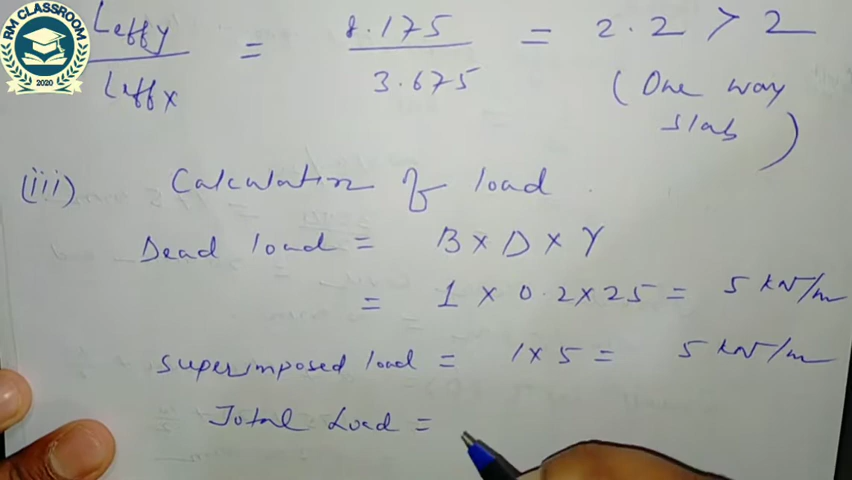 RM CLASSROOM
2020
Leffy / Leffx = 8.175 / 3.675 = 2.2 > 2
(One way
slab)
(iii) Calculation of load
Dead load = B × D × γ
= 1 × 0.2 × 25 = 5 kN/m
superimposed load = 1 × 5 = 5 kN/m
Total Load =